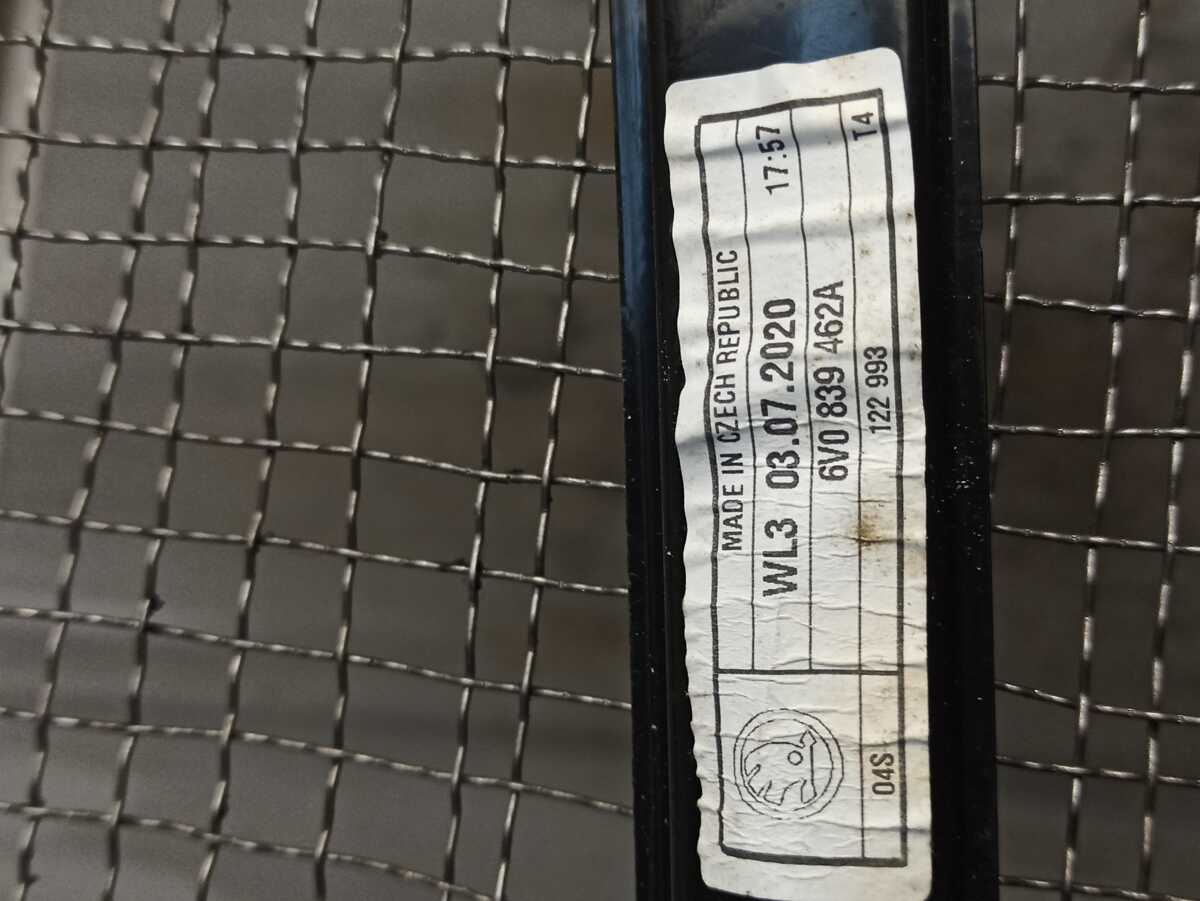 MADE IN CZECH REPUBLIC
WL3 03.07.2020 17:57
6V0 839 462A
04S 122 993 T4